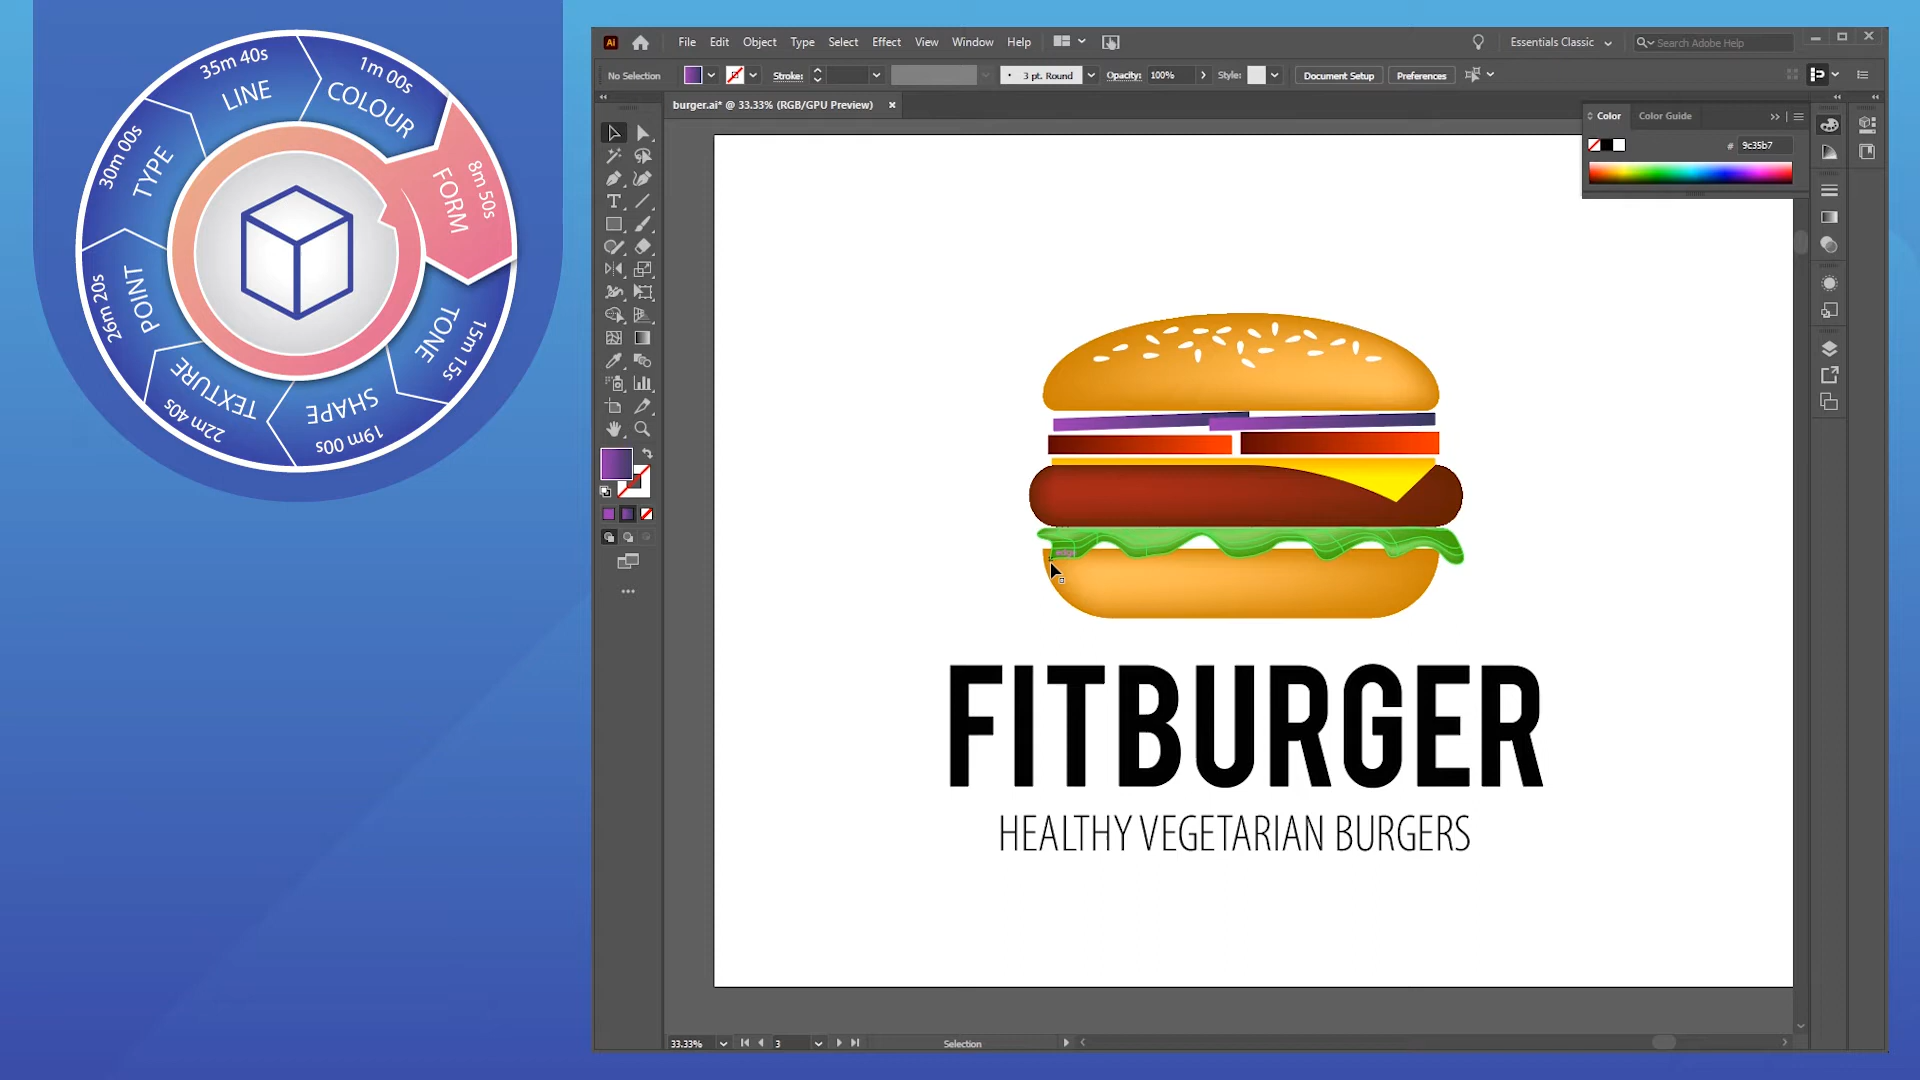 35m 40s
LINE
1m 00s
COLOUR
8m 50s
FORM
15m 15s
TONE
19m 00s
SHAPE
22m 40s
TEXTURE
26m 20s
POINT
30m 00s
TYPE
Ai File Edit Object Type Select Effect View Window Help Essentials Classic Search Adobe Help
No Selection Stroke: 3 pt. Round Opacity: 100% Style: Document Setup Preferences
burger.ai* @ 33.33% (RGB/GPU Preview)
Color Color Guide
# 9c35b7
FITBURGER
HEALTHY VEGETARIAN BURGERS
33.33% 3 Selection